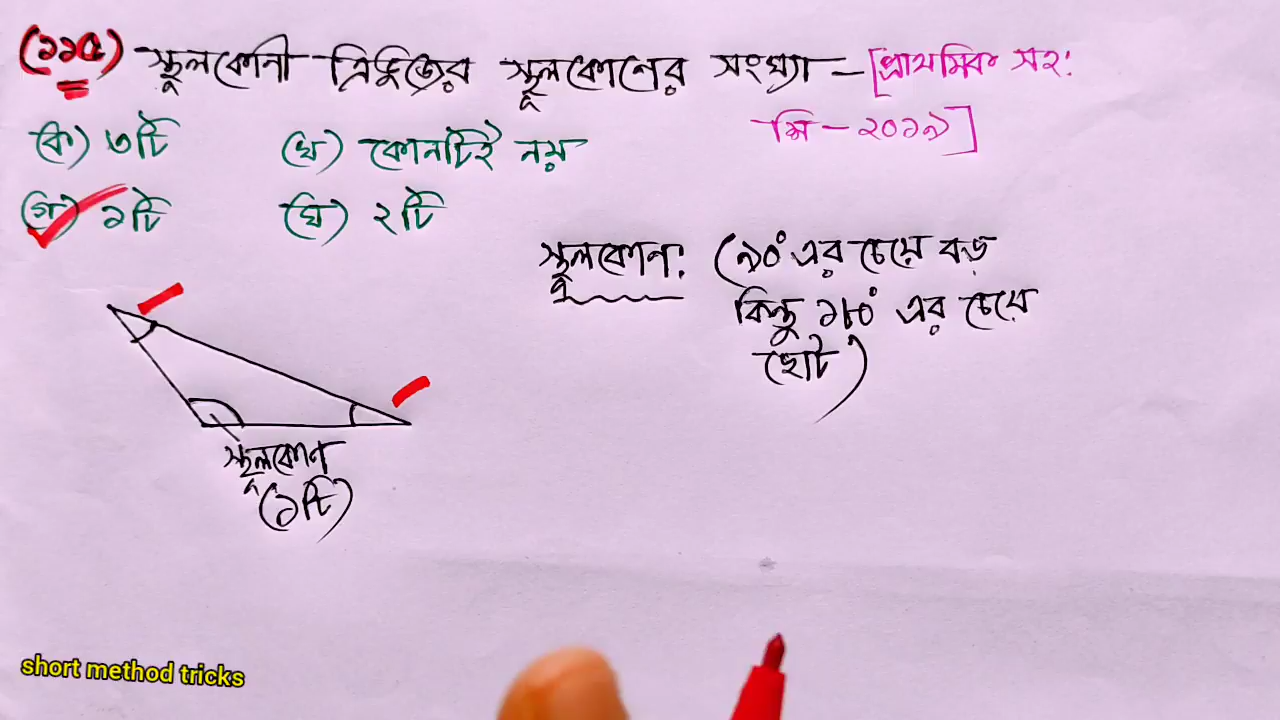 (১১৫) স্থূলকোনী ত্রিভুজের স্থূলকোণের সংখ্যা - [প্রাথমিক সহঃ
শি - ২০১৯]
(ক) ৩টি (খ) কোনটিই নয়
(গ) ১টি (ঘ) ২টি
স্থূলকোণ: (৯০° এর চেয়ে বড়
কিন্তু ১৮০° এর চেয়ে
ছোট)
স্থূলকোণ
(১টি)
short method tricks